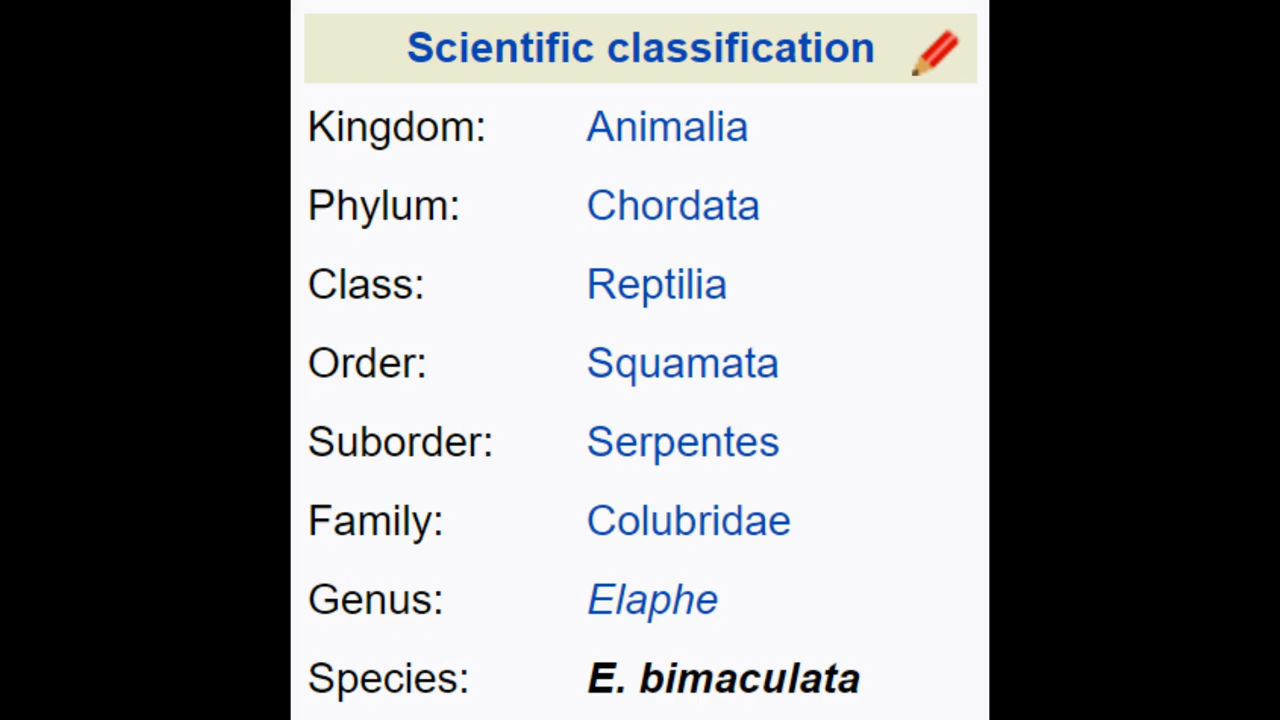 Scientific classification
Kingdom: Animalia
Phylum: Chordata
Class: Reptilia
Order: Squamata
Suborder: Serpentes
Family: Colubridae
Genus: Elaphe
Species: E. bimaculata